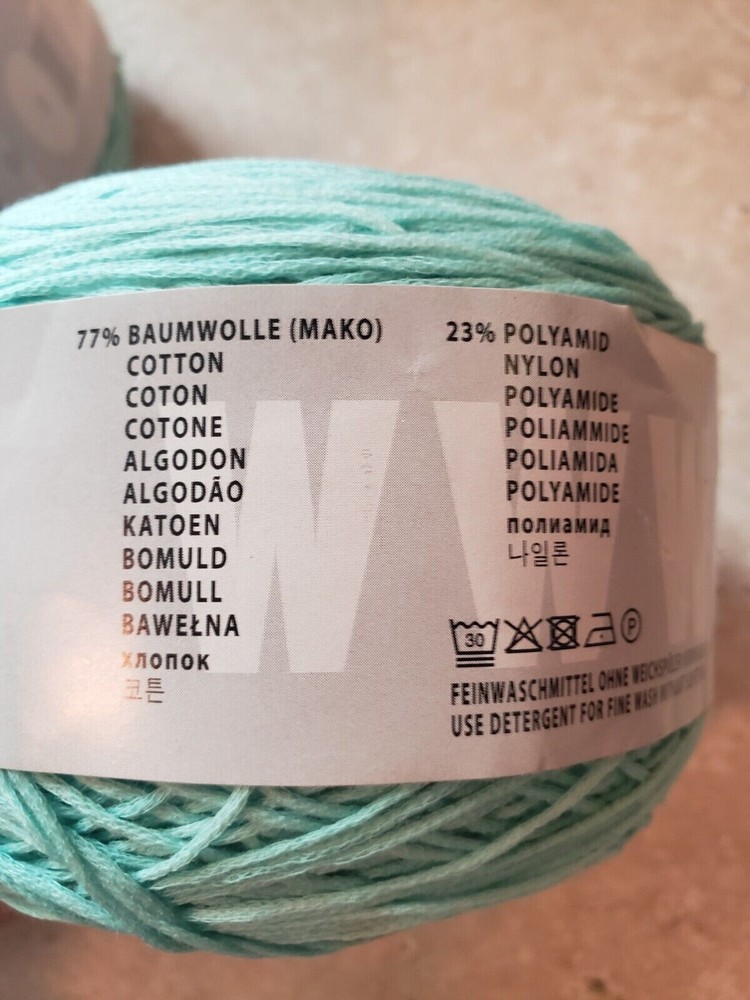 77% BAUMWOLLE (MAKO)
COTTON
COTON
COTONE
ALGODON
ALGODÃO
KATOEN
BOMULD
BOMULL
BAWEŁNA
хлопок
코튼
23% POLYAMID
NYLON
POLYAMIDE
POLIAMMIDE
POLIAMIDA
POLYAMIDE
полиамид
나일론
30 P
FEINWASCHMITTEL OHNE
USE DETERGENT FOR FINE WASH